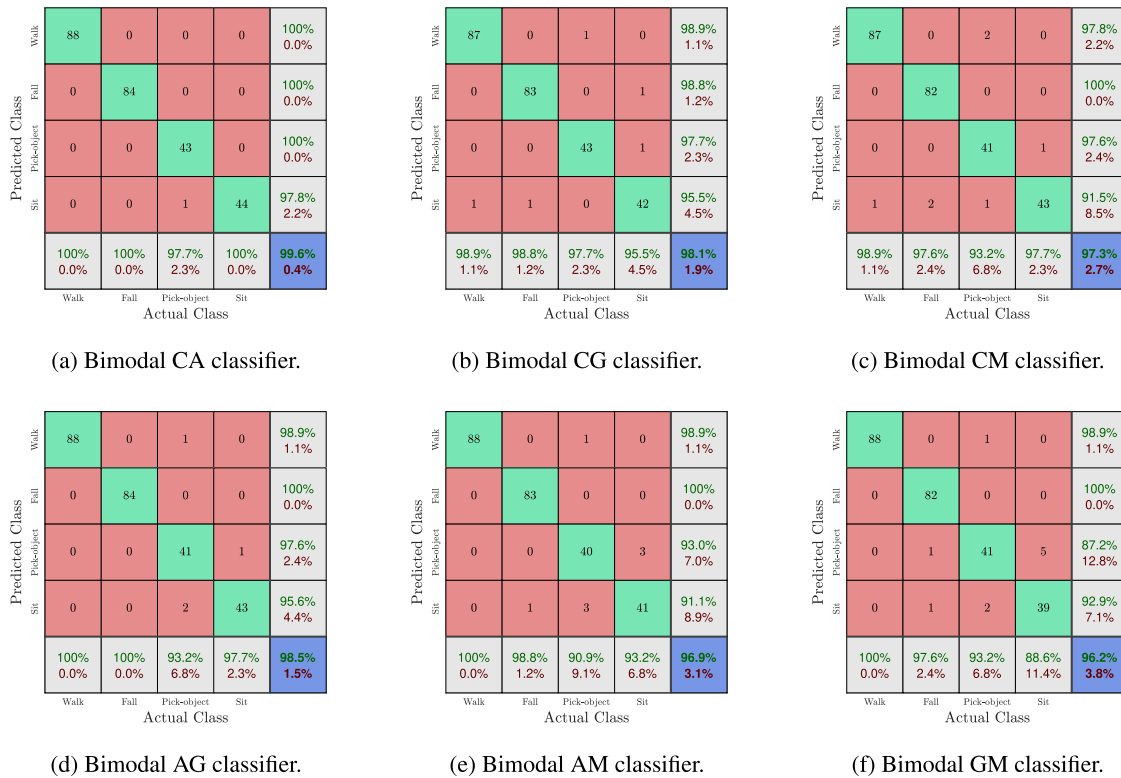 Walk 88 0 0 0 100% 0.0%
Fall 0 84 0 0 100% 0.0%
Pick-object 0 0 43 0 100% 0.0%
Sit 0 0 1 44 97.8% 2.2%
100% 0.0% 100% 0.0% 97.7% 2.3% 100% 0.0% 99.6% 0.4%
Walk Fall Pick-object Sit
Predicted Class
Actual Class
(a) Bimodal CA classifier.
Walk 87 0 1 0 98.9% 1.1%
Fall 0 83 0 1 98.8% 1.2%
Pick-object 0 0 43 1 97.7% 2.3%
Sit 1 1 0 42 95.5% 4.5%
98.9% 1.1% 98.8% 1.2% 97.7% 2.3% 95.5% 4.5% 98.1% 1.9%
Walk Fall Pick-object Sit
Predicted Class
Actual Class
(b) Bimodal CG classifier.
Walk 87 0 2 0 97.8% 2.2%
Fall 0 82 0 0 100% 0.0%
Pick-object 0 0 41 1 97.6% 2.4%
Sit 1 2 1 43 91.5% 8.5%
98.9% 1.1% 97.6% 2.4% 93.2% 6.8% 97.7% 2.3% 97.3% 2.7%
Walk Fall Pick-object Sit
Predicted Class
Actual Class
(c) Bimodal CM classifier.
Walk 88 0 1 0 98.9% 1.1%
Fall 0 84 0 0 100% 0.0%
Pick-object 0 0 41 1 97.6% 2.4%
Sit 0 0 2 43 95.6% 4.4%
100% 0.0% 100% 0.0% 93.2% 6.8% 97.7% 2.3% 98.5% 1.5%
Walk Fall Pick-object Sit
Predicted Class
Actual Class
(d) Bimodal AG classifier.
Walk 88 0 1 0 98.9% 1.1%
Fall 0 83 0 0 100% 0.0%
Pick-object 0 0 40 3 93.0% 7.0%
Sit 0 1 3 41 91.1% 8.9%
100% 0.0% 98.8% 1.2% 90.9% 9.1% 93.2% 6.8% 96.9% 3.1%
Walk Fall Pick-object Sit
Predicted Class
Actual Class
(e) Bimodal AM classifier.
Walk 88 0 1 0 98.9% 1.1%
Fall 0 82 0 0 100% 0.0%
Pick-object 0 1 41 5 87.2% 12.8%
Sit 0 1 2 39 92.9% 7.1%
100% 0.0% 97.6% 2.4% 93.2% 6.8% 88.6% 11.4% 96.2% 3.8%
Walk Fall Pick-object Sit
Predicted Class
Actual Class
(f) Bimodal GM classifier.